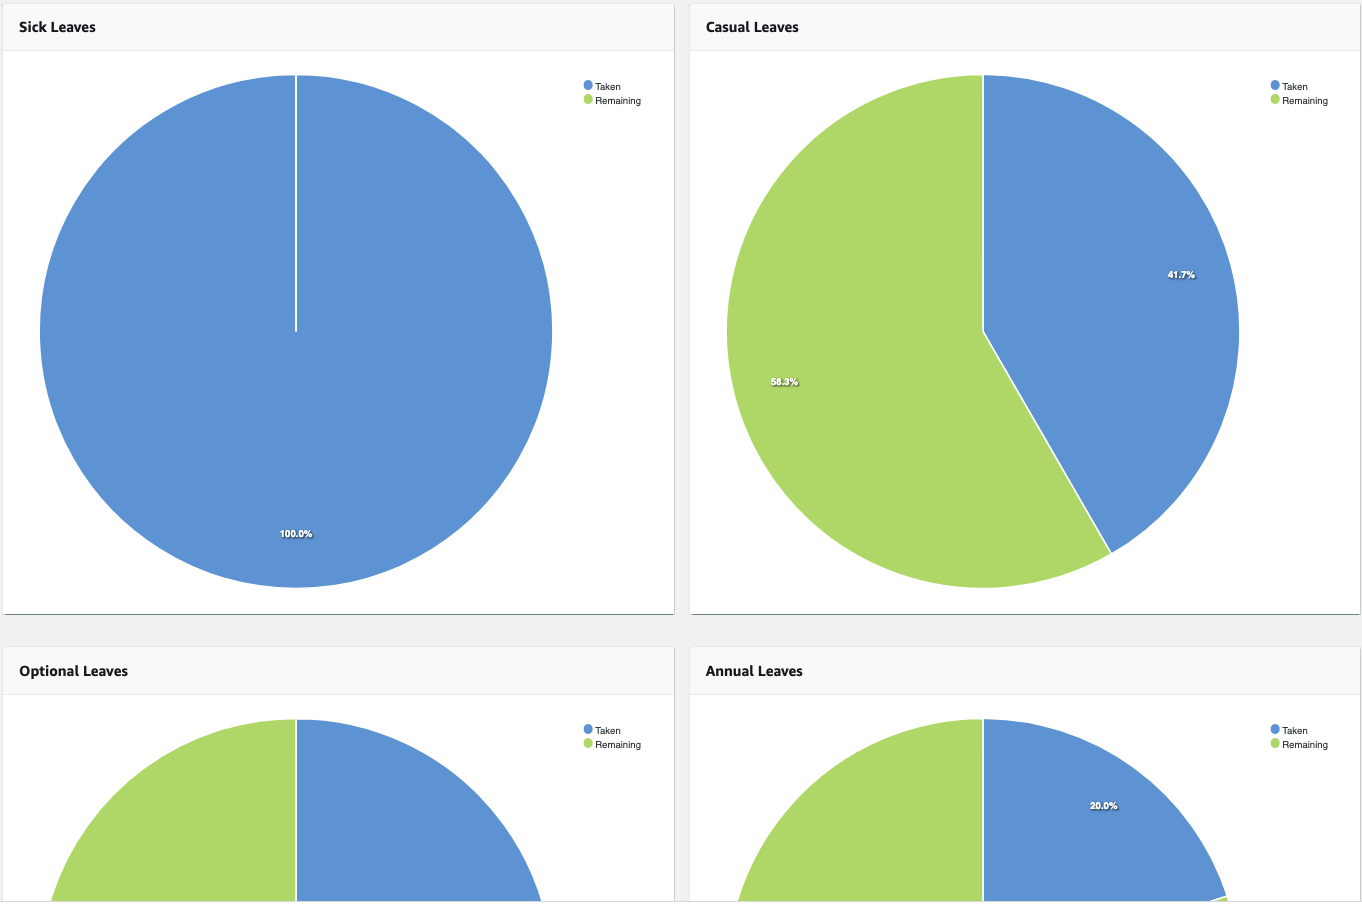 Sick Leaves
Taken
Remaining
100.0%
Casual Leaves
Taken
Remaining
41.7%
58.3%
Optional Leaves
Taken
Remaining
Annual Leaves
Taken
Remaining
20.0%